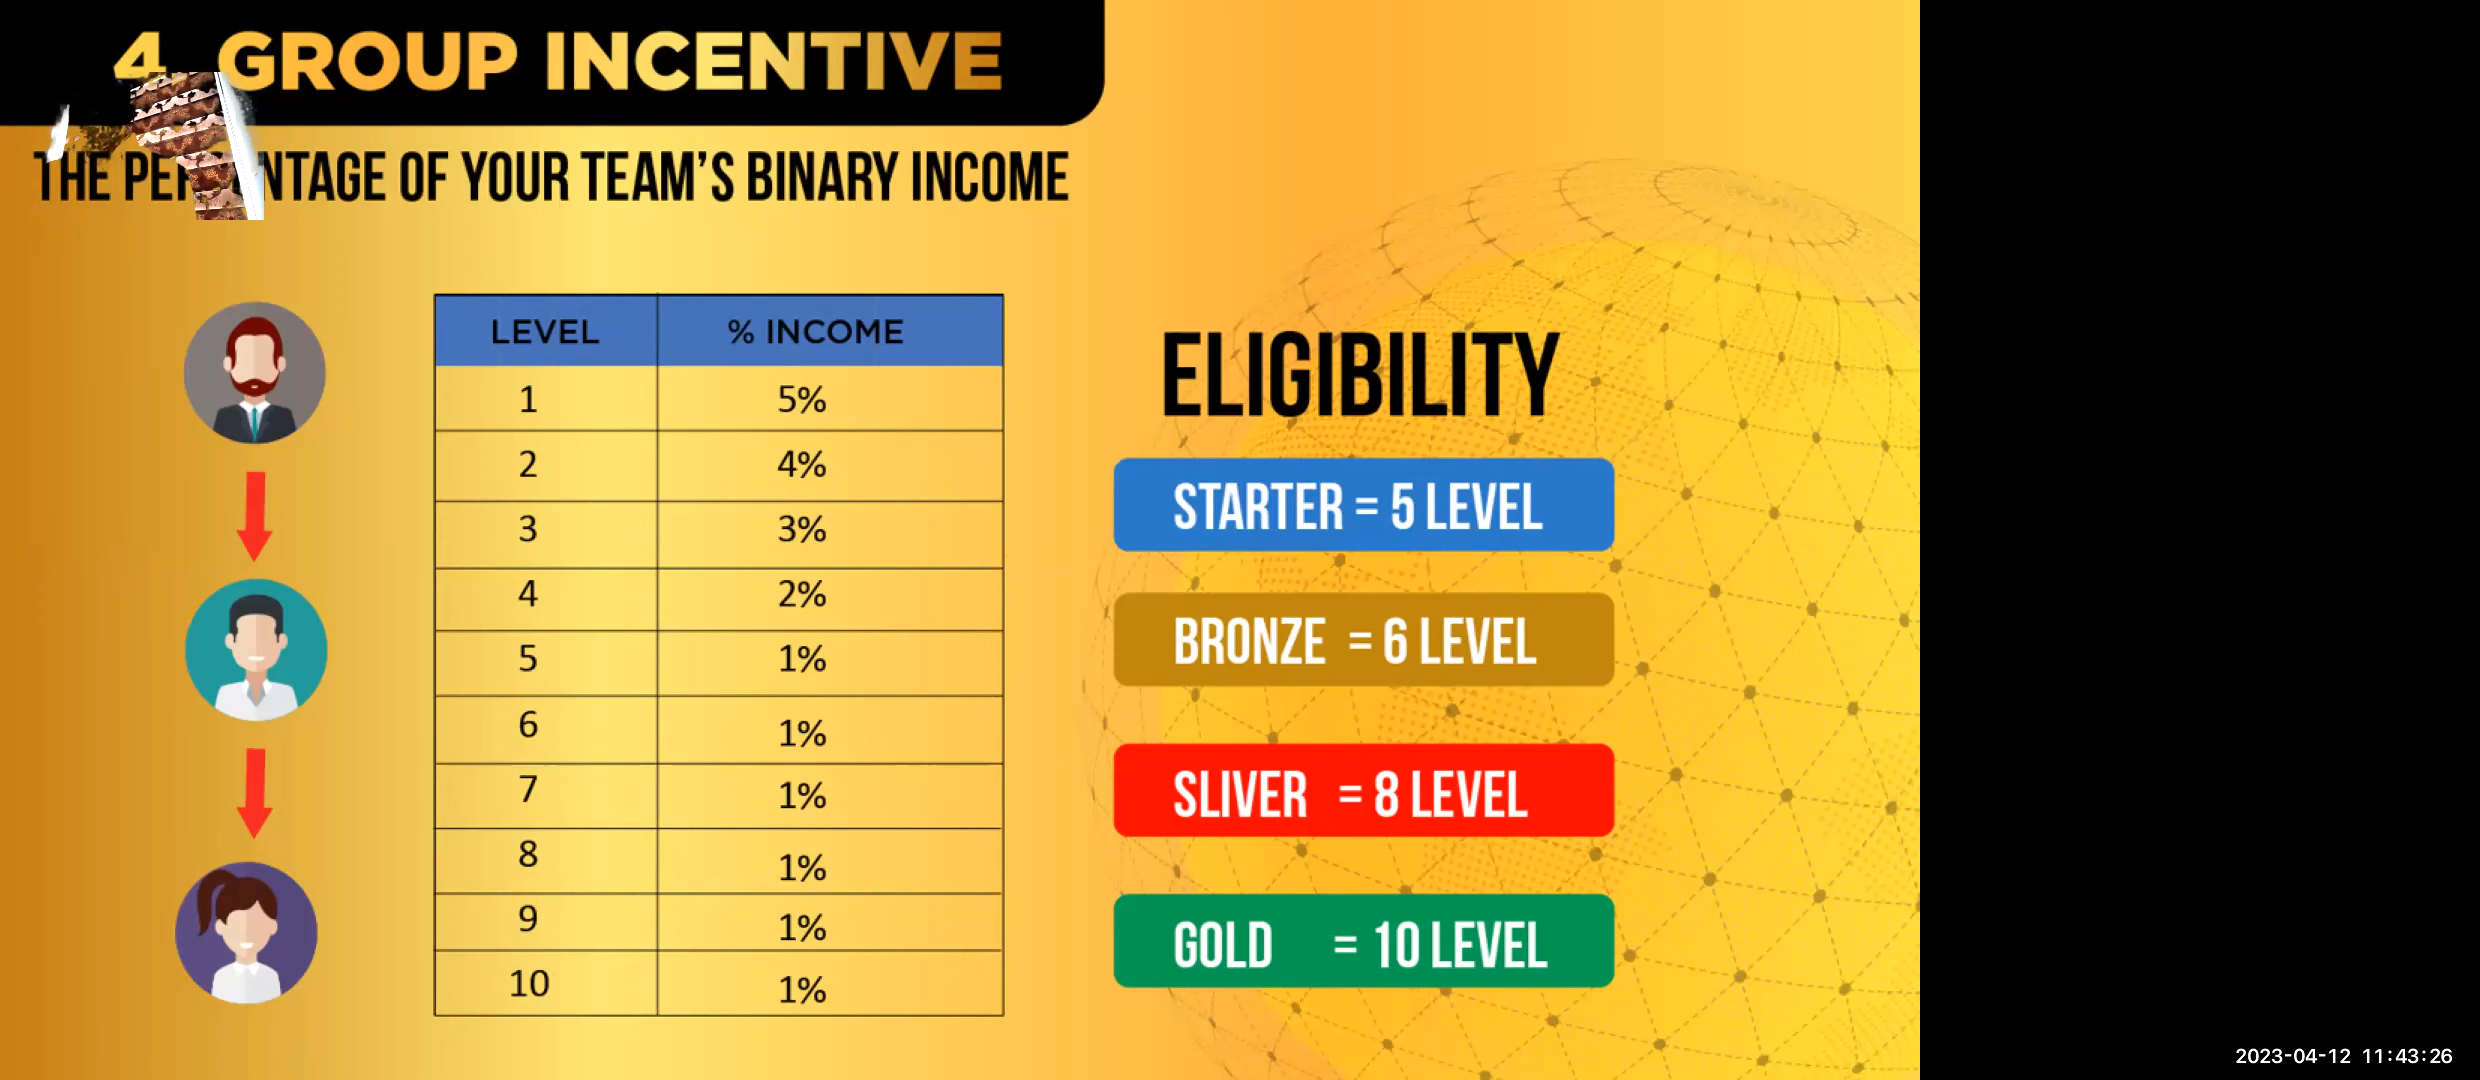 4 GROUP INCENTIVE
THE OF YOUR TEAM'S BINARY INCOME
LEVEL % INCOME
1 5%
2 4%
3 3%
4 2%
5 1%
6 1%
7 1%
8 1%
9 1%
10 1%
ELIGIBILITY
STARTER = 5 LEVEL
BRONZE = 6 LEVEL
SLIVER = 8 LEVEL
GOLD = 10 LEVEL
2023-04-12 11:43:26